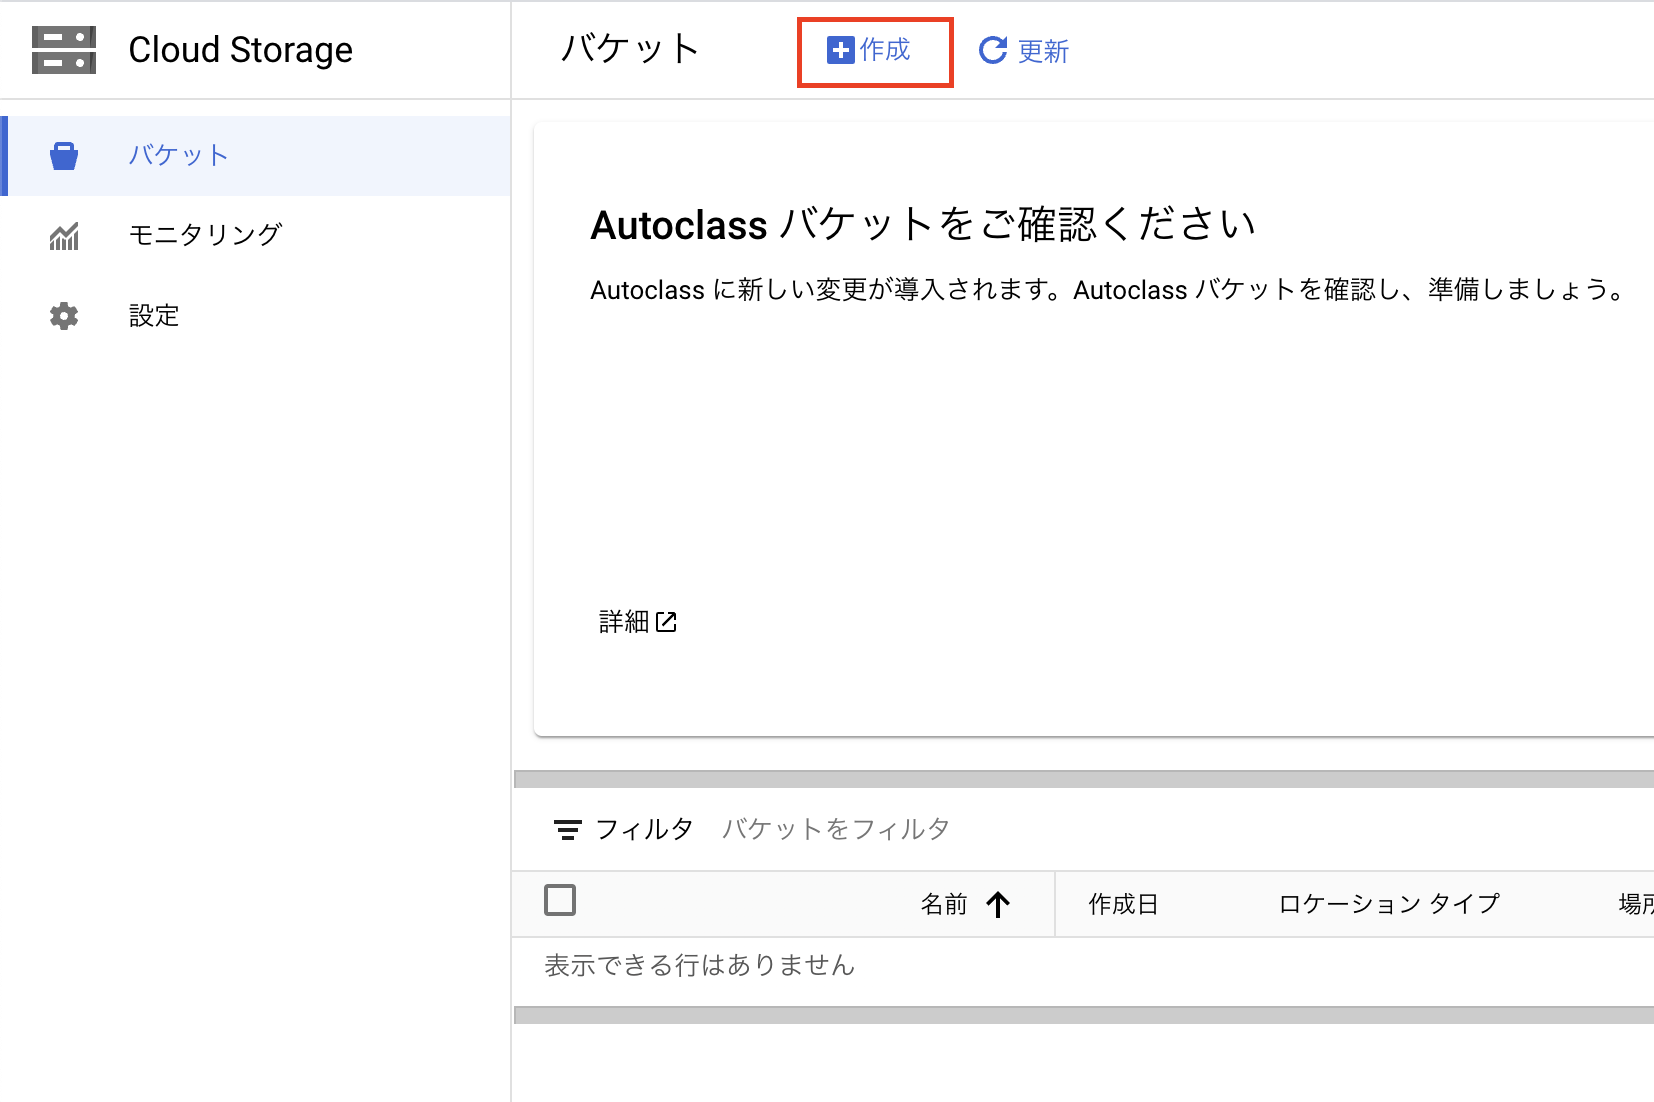 Cloud Storage
バケット
作成
更新
バケット
モニタリング
設定
Autoclass バケットをご確認ください
Autoclass に新しい変更が導入されます。Autoclass バケットを確認し、準備しましょう。
詳細
フィルタ バケットをフィルタ
名前 作成日 ロケーション タイプ 場所
表示できる行はありません